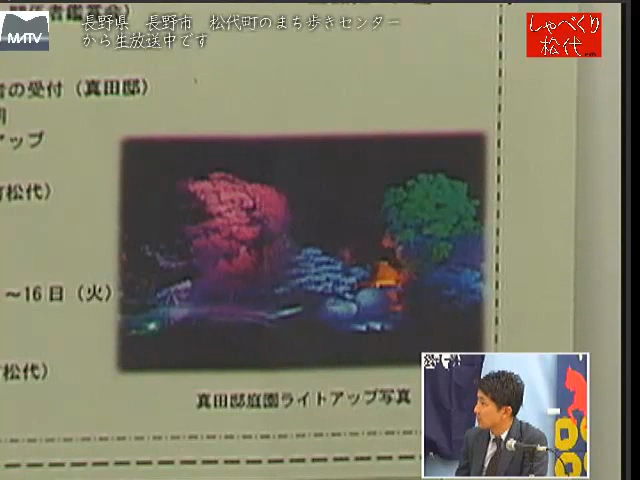 長野県　長野市　松代町のまち歩きセンター
から生放送中です
MATV
しゃべくり
松代
の受付（真田邸）
アップ
松代）
～16日（火）
松代）
真田邸庭園ライトアップ写真